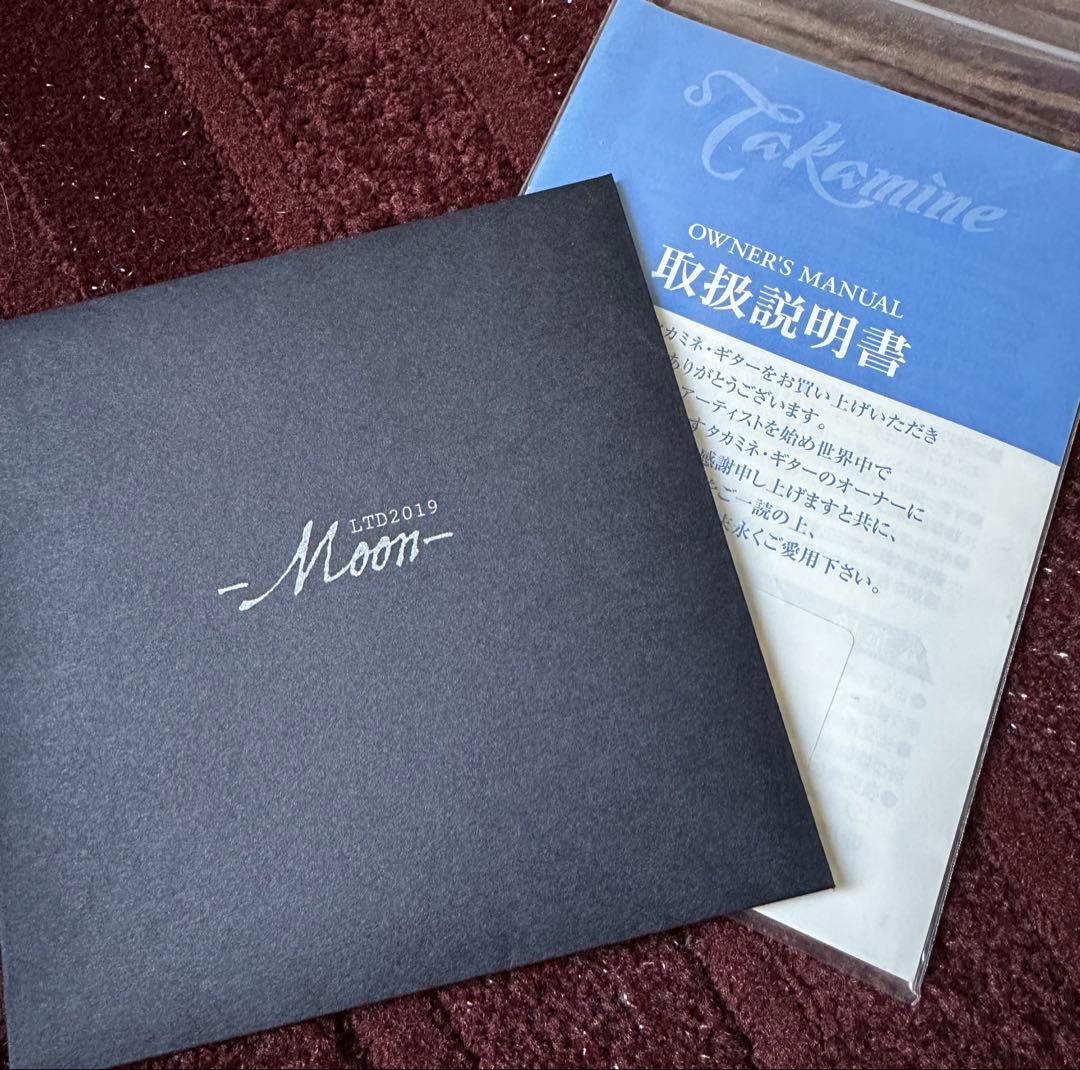 LTD2019
-Moon-
Takamine
OWNER'S MANUAL
取扱説明書
カミネ・ギターをお買い上げいただき
ありがとうございます。
アーティストを始め世界中で
すタカミネ・ギターのオーナーに
感謝申し上げますと共に、
ご一読の上、
永くご愛用下さい。